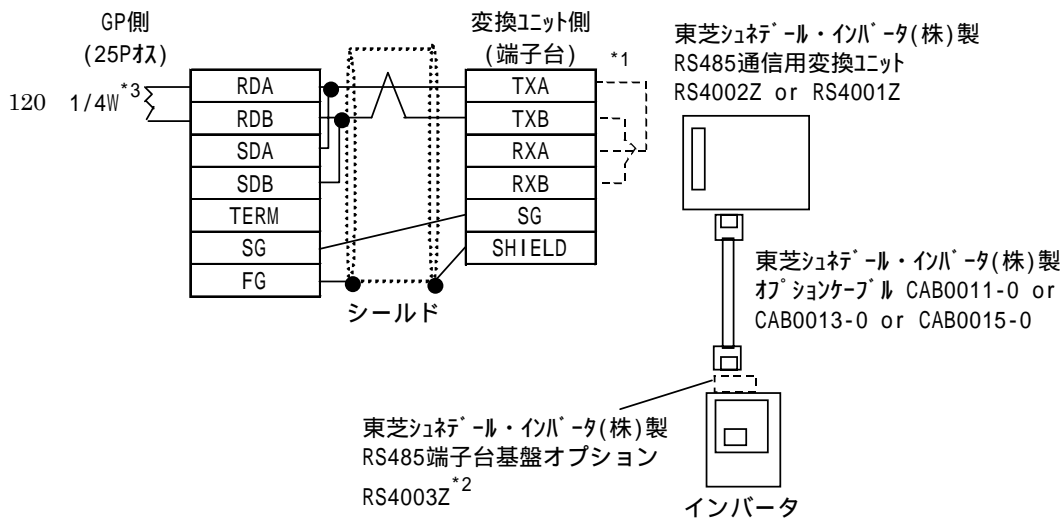 GP側
(25Pｵｽ)
120 1/4W*3
RDA
RDB
SDA
SDB
TERM
SG
FG
シールド
変換ﾕﾆｯﾄ側
(端子台)
*1
TXA
TXB
RXA
RXB
SG
SHIELD
東芝ｼｭﾈﾃﾞｰﾙ・ｲﾝﾊﾞｰﾀ(株)製
RS485通信用変換ﾕﾆｯﾄ
RS4002Z or RS4001Z
東芝ｼｭﾈﾃﾞｰﾙ・ｲﾝﾊﾞｰﾀ(株)製
ｵﾌﾟｼｮﾝｹｰﾌﾞﾙ CAB0011-0 or
CAB0013-0 or CAB0015-0
東芝ｼｭﾈﾃﾞｰﾙ・ｲﾝﾊﾞｰﾀ(株)製
RS485端子台基盤オプション
RS4003Z*2
インバータ